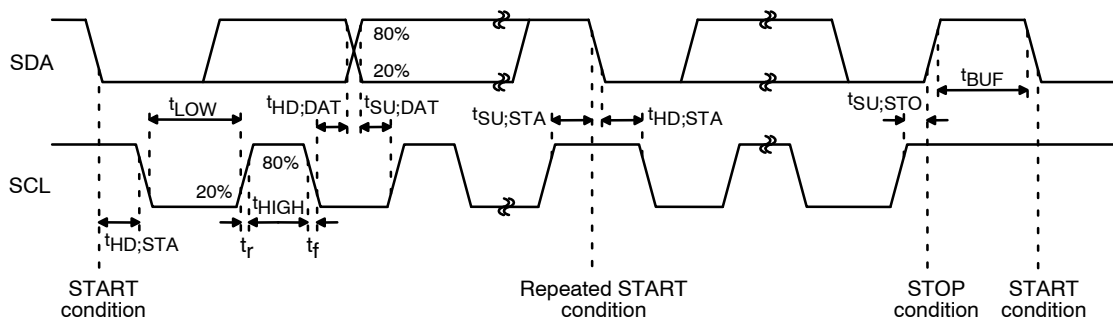 SDA
80%
20%
tLOW
tHD;DAT
tSU;DAT
tSU;STA
tHD;STA
tSU;STO
tBUF
SCL
80%
20%
tHIGH
tHD;STA
tr
tf
START
condition
Repeated START
condition
STOP
condition
START
condition